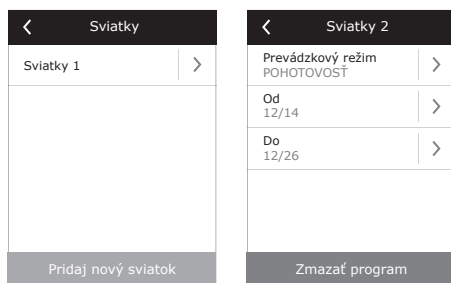 Sviatky
Sviatky 1
Pridaj nový sviatok
Sviatky 2
Prevádzkový režim
POHOTOVOSŤ
Od
12/14
Do
12/26
Zmazať program